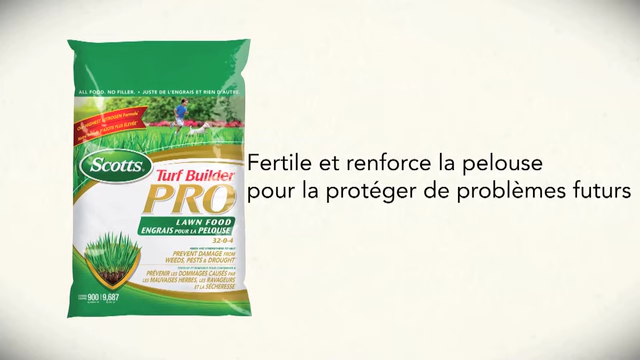 ALL FOOD, NO FILLER. • JUSTE DE L'ENGRAIS ET RIEN D'AUTRE.
Scotts
Turf Builder
PRO
LAWN FOOD
ENGRAIS POUR LA PELOUSE
32-0-4
PREVENT DAMAGE FROM
WEEDS, PESTS & DROUGHT
PRÉVENIR LES DOMMAGES CAUSÉS PAR
LES MAUVAISES HERBES, LES RAVAGEURS
ET LA SÉCHERESSE
900 9,687
Fertile et renforce la pelouse
pour la protéger de problèmes futurs